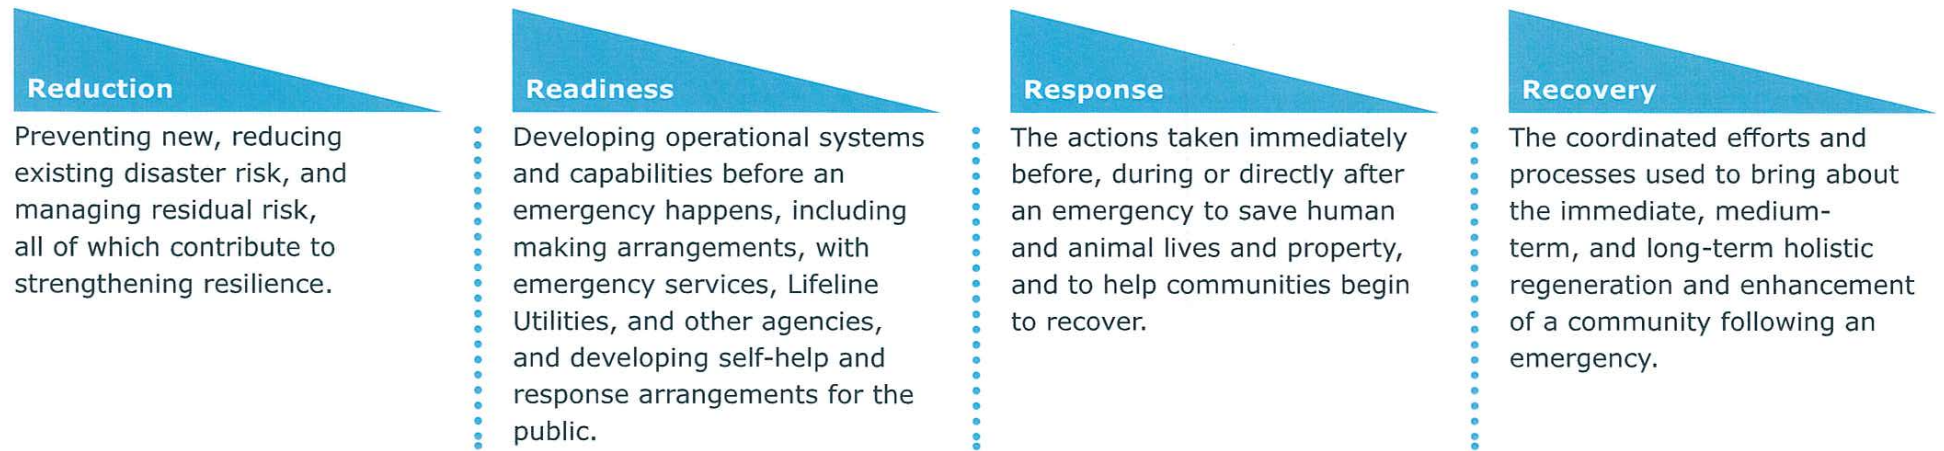 Reduction
Preventing new, reducing
existing disaster risk, and
managing residual risk,
all of which contribute to
strengthening resilience.
Readiness
Developing operational systems
and capabilities before an
emergency happens, including
making arrangements, with
emergency services, Lifeline
Utilities, and other agencies,
and developing self-help and
response arrangements for the
public.
Response
The actions taken immediately
before, during or directly after
an emergency to save human
and animal lives and property,
and to help communities begin
to recover.
Recovery
The coordinated efforts and
processes used to bring about
the immediate, medium-
term, and long-term holistic
regeneration and enhancement
of a community following an
emergency.